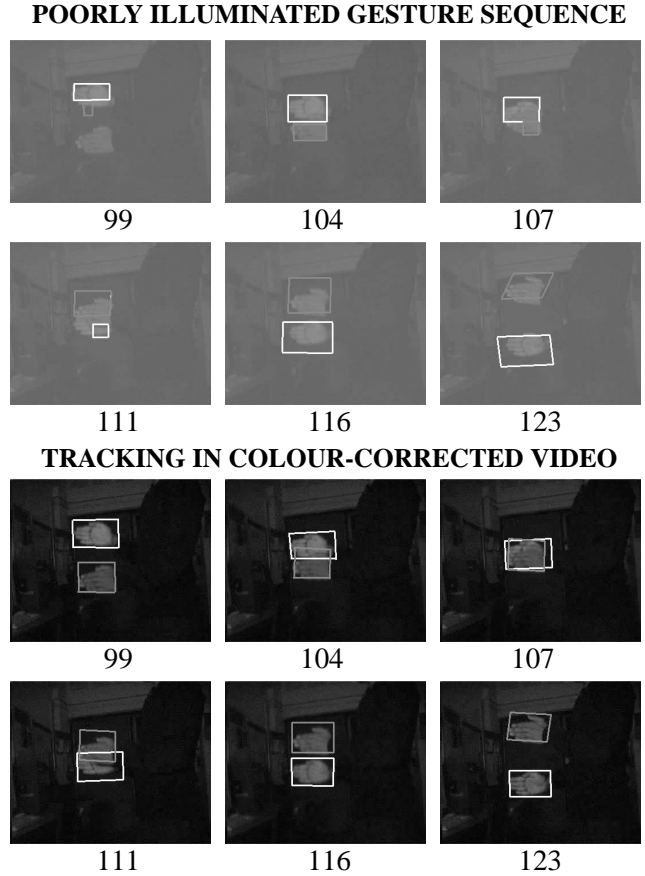 POORLY ILLUMINATED GESTURE SEQUENCE
99 104 107
111 116 123
TRACKING IN COLOUR-CORRECTED VIDEO
99 104 107
111 116 123